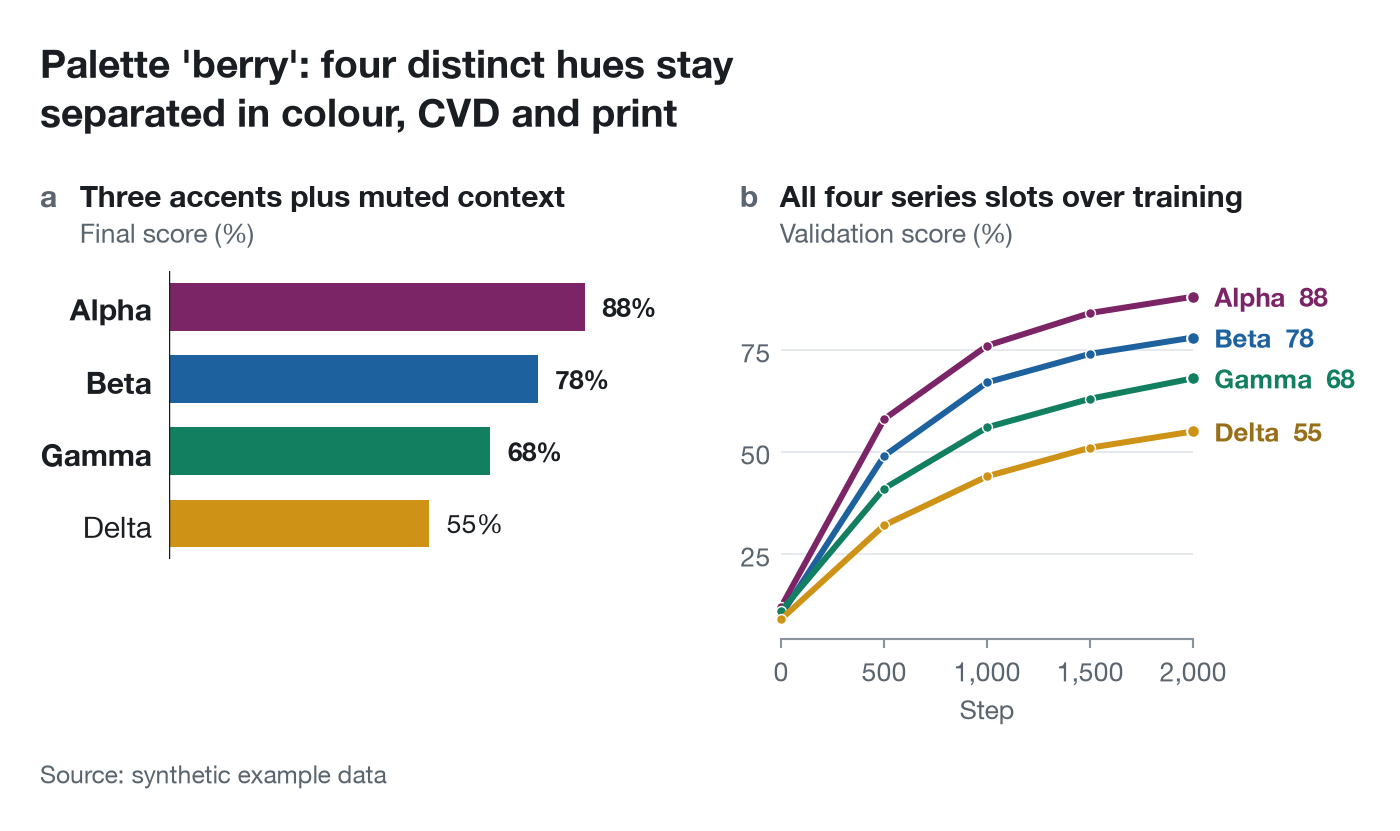 Palette 'berry': four distinct hues stay
separated in colour, CVD and print
a Three accents plus muted context
Final score (%)
Alpha 88%
Beta 78%
Gamma 68%
Delta 55%
b All four series slots over training
Validation score (%)
Alpha 88
Beta 78
75
Gamma 68
Delta 55
50
25
0 500 1,000 1,500 2,000
Step
Source: synthetic example data